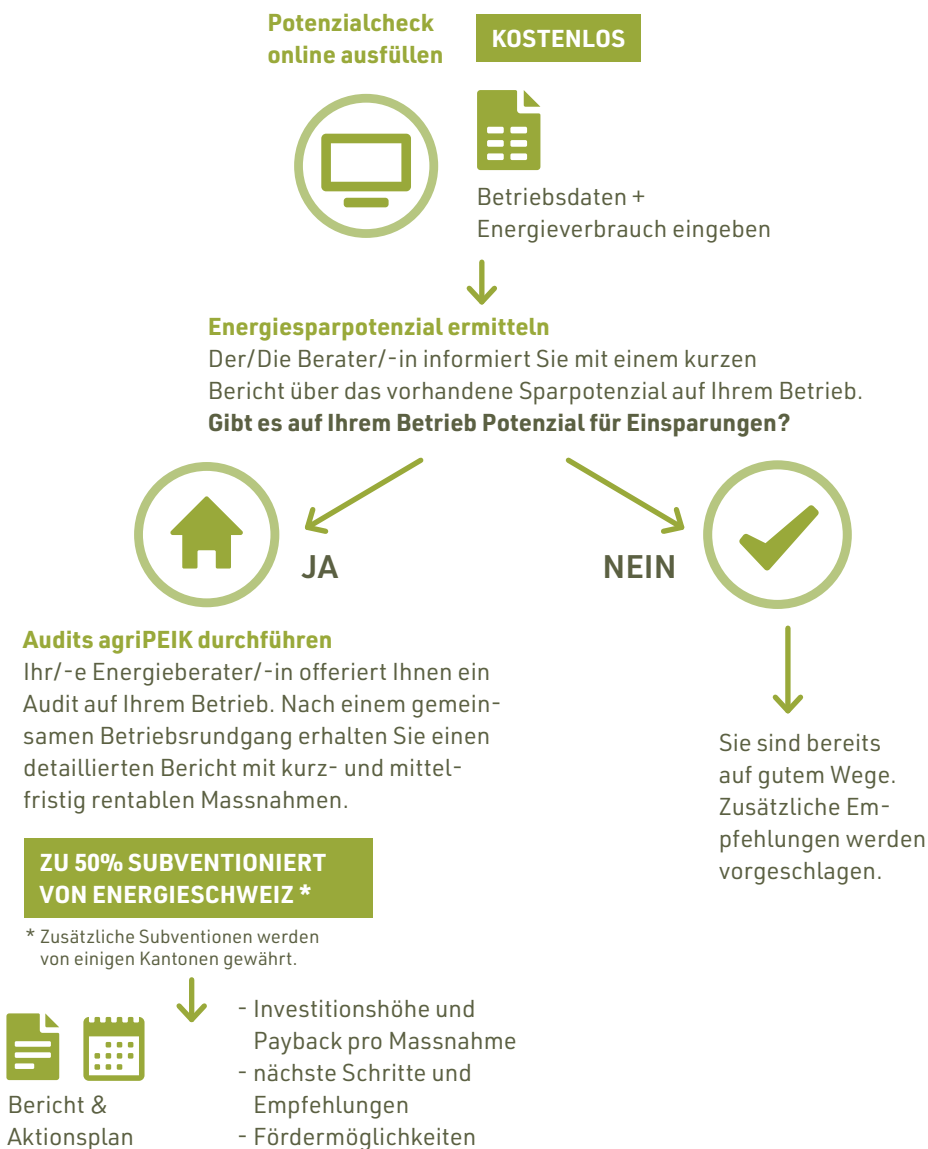 Potenzialcheck
online ausfüllen
KOSTENLOS
Betriebsdaten +
Energieverbrauch eingeben
Energiesparpotenzial ermitteln
Der/Die Berater/-in informiert Sie mit einem kurzen
Bericht über das vorhandene Sparpotenzial auf Ihrem Betrieb.
Gibt es auf Ihrem Betrieb Potenzial für Einsparungen?
JA
NEIN
Audits agriPEIK durchführen
Ihr/-e Energieberater/-in offeriert Ihnen ein
Audit auf Ihrem Betrieb. Nach einem gemein-
samen Betriebsrundgang erhalten Sie einen
detaillierten Bericht mit kurz- und mittel-
fristig rentablen Massnahmen.
ZU 50% SUBVENTIONIERT
VON ENERGIESCHWEIZ *
* Zusätzliche Subventionen werden
von einigen Kantonen gewährt.
Sie sind bereits
auf gutem Wege.
Zusätzliche Em-
pfehlungen werden
vorgeschlagen.
Bericht &
Aktionsplan
- Investitionshöhe und
Payback pro Massnahme
- nächste Schritte und
Empfehlungen
- Fördermöglichkeiten